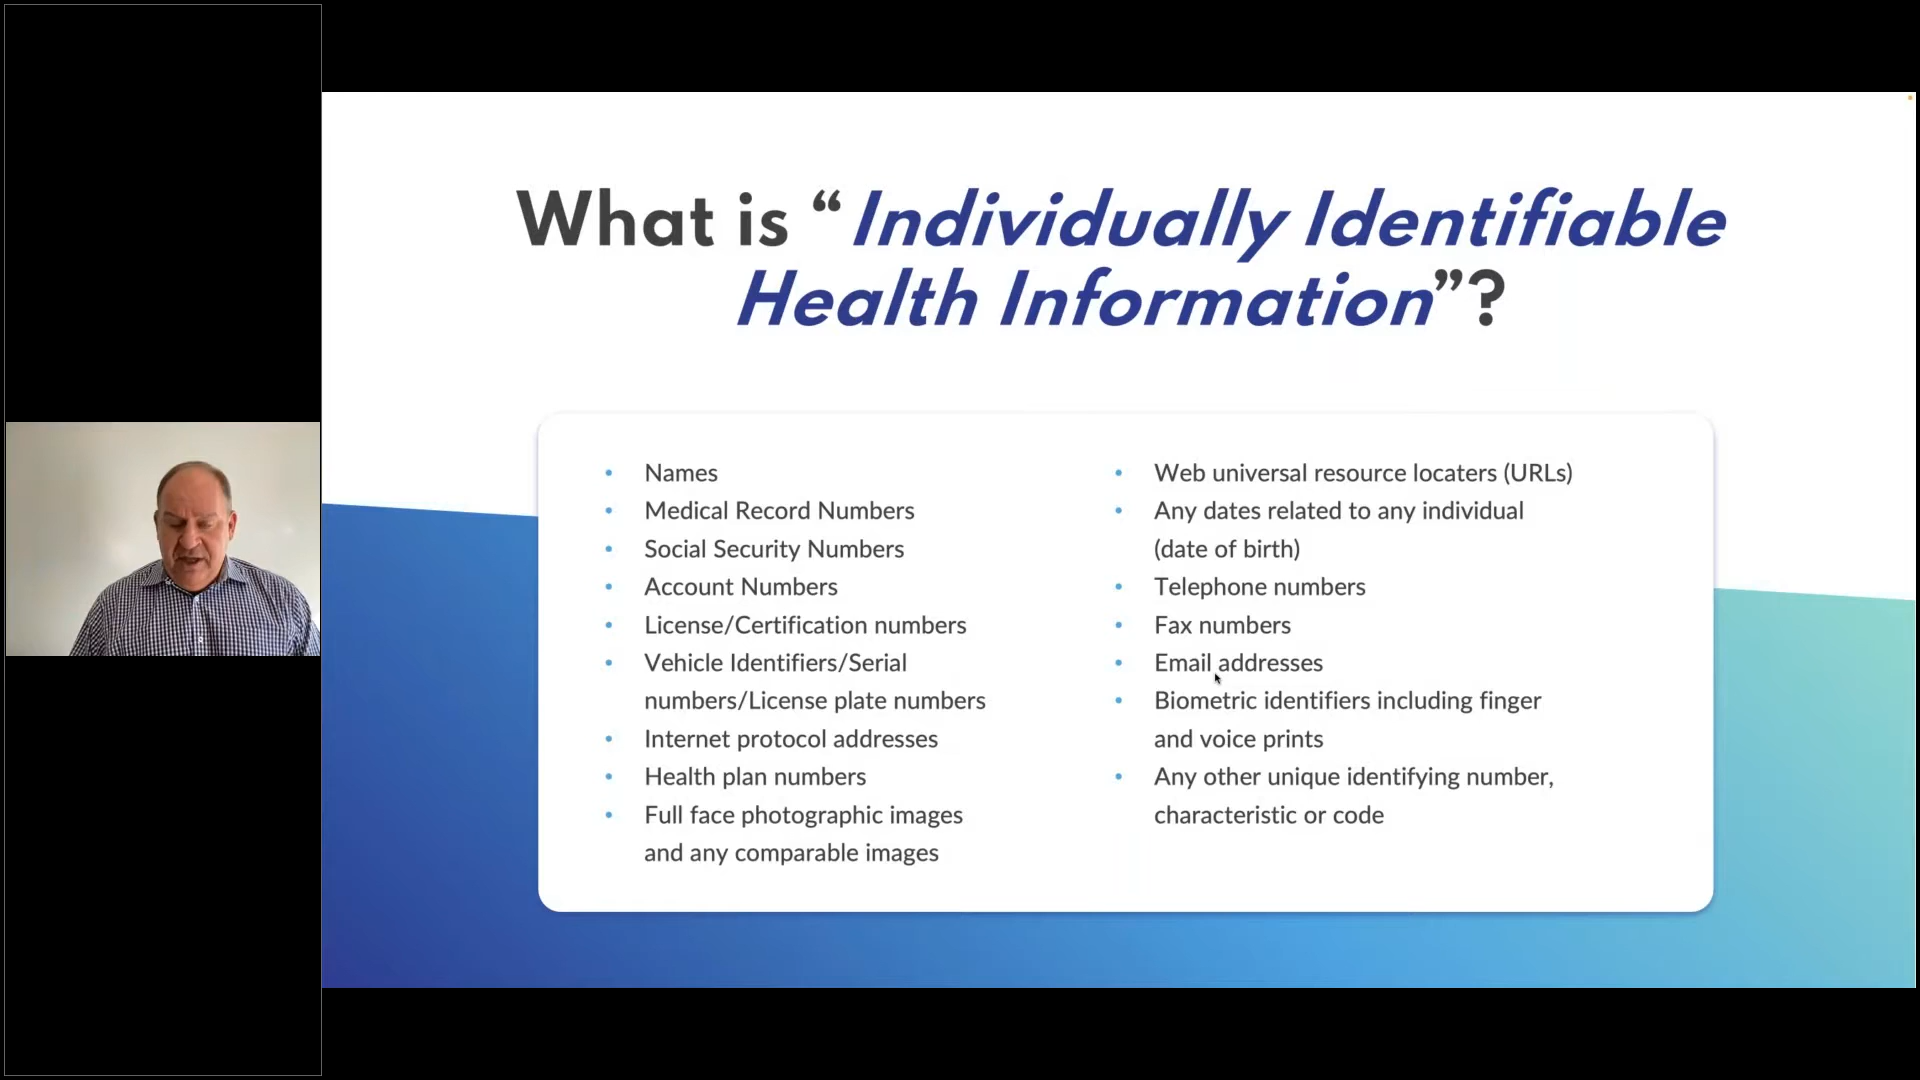 What is “Individually Identifiable
Health Information”?
• Names
• Medical Record Numbers
• Social Security Numbers
• Account Numbers
• License/Certification numbers
• Vehicle Identifiers/Serial
numbers/License plate numbers
• Internet protocol addresses
• Health plan numbers
• Full face photographic images
and any comparable images
• Web universal resource locaters (URLs)
• Any dates related to any individual
(date of birth)
• Telephone numbers
• Fax numbers
• Email addresses
• Biometric identifiers including finger
and voice prints
• Any other unique identifying number,
characteristic or code